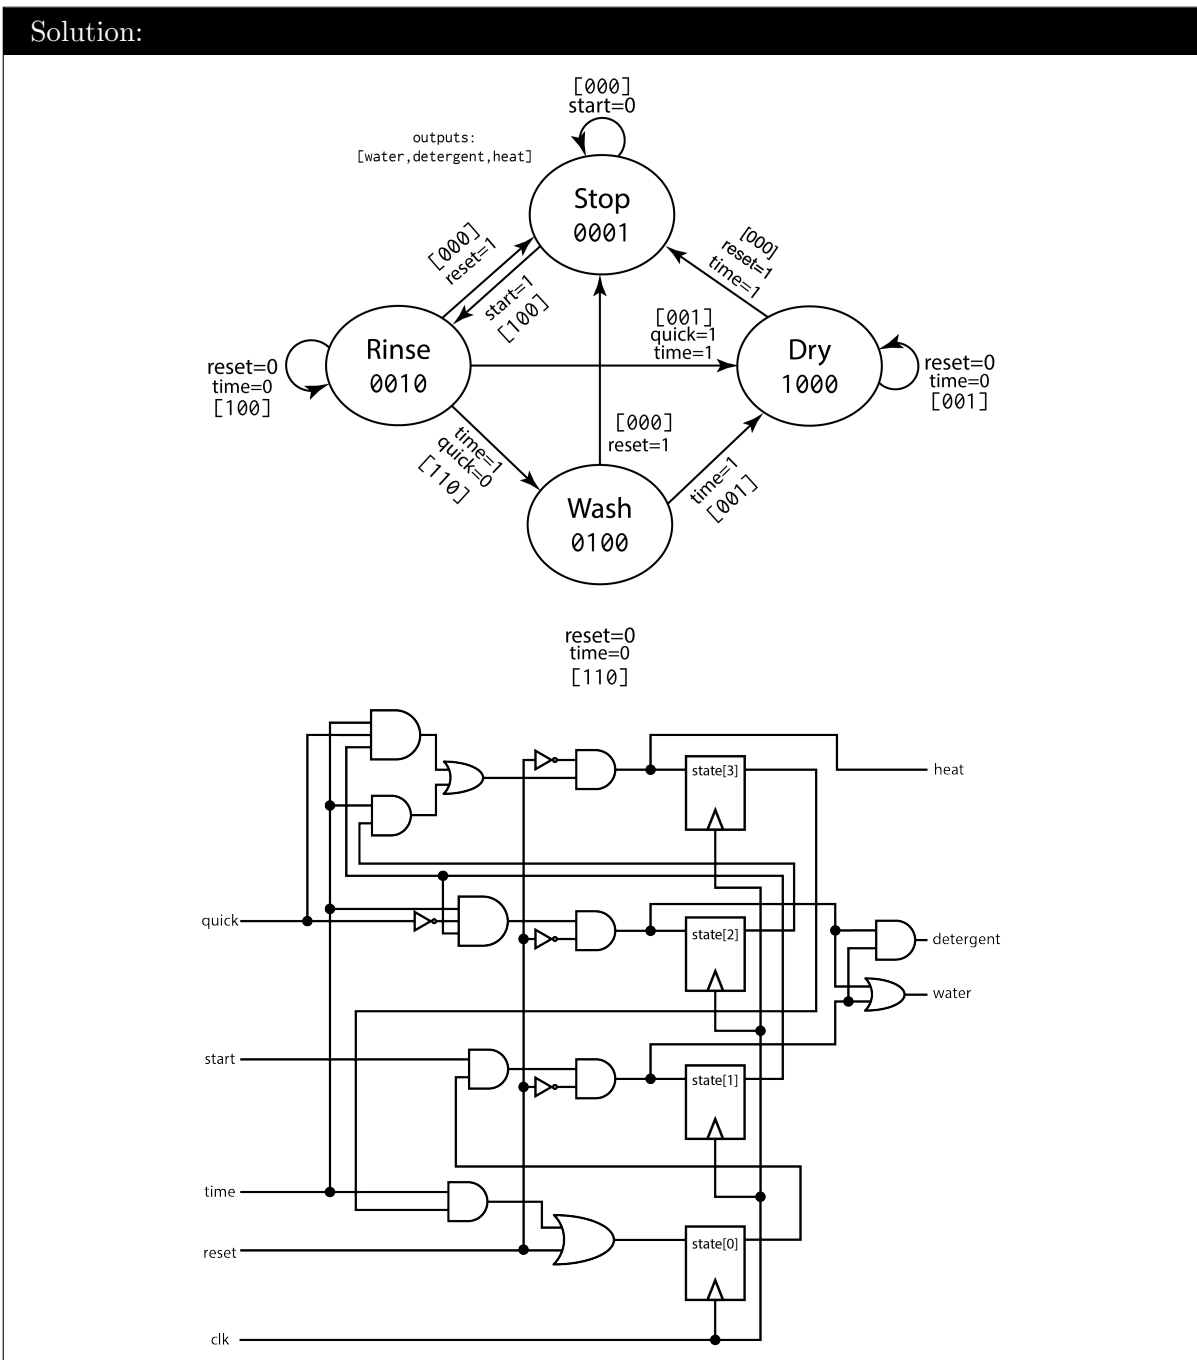 Solution:
[000]
start=0
outputs:
[water,detergent,heat]
Stop
0001
[000]
reset=1
start=1
[100]
[000]
reset=1
time=1
Rinse
0010
reset=0
time=0
[100]
[001]
quick=1
time=1
Dry
1000
reset=0
time=0
[001]
time=1
quick=0
[110]
[000]
reset=1
time=1
[001]
Wash
0100
reset=0
time=0
[110]
state[3]
heat
quick
state[2]
detergent
water
start
state[1]
time
reset
state[0]
clk